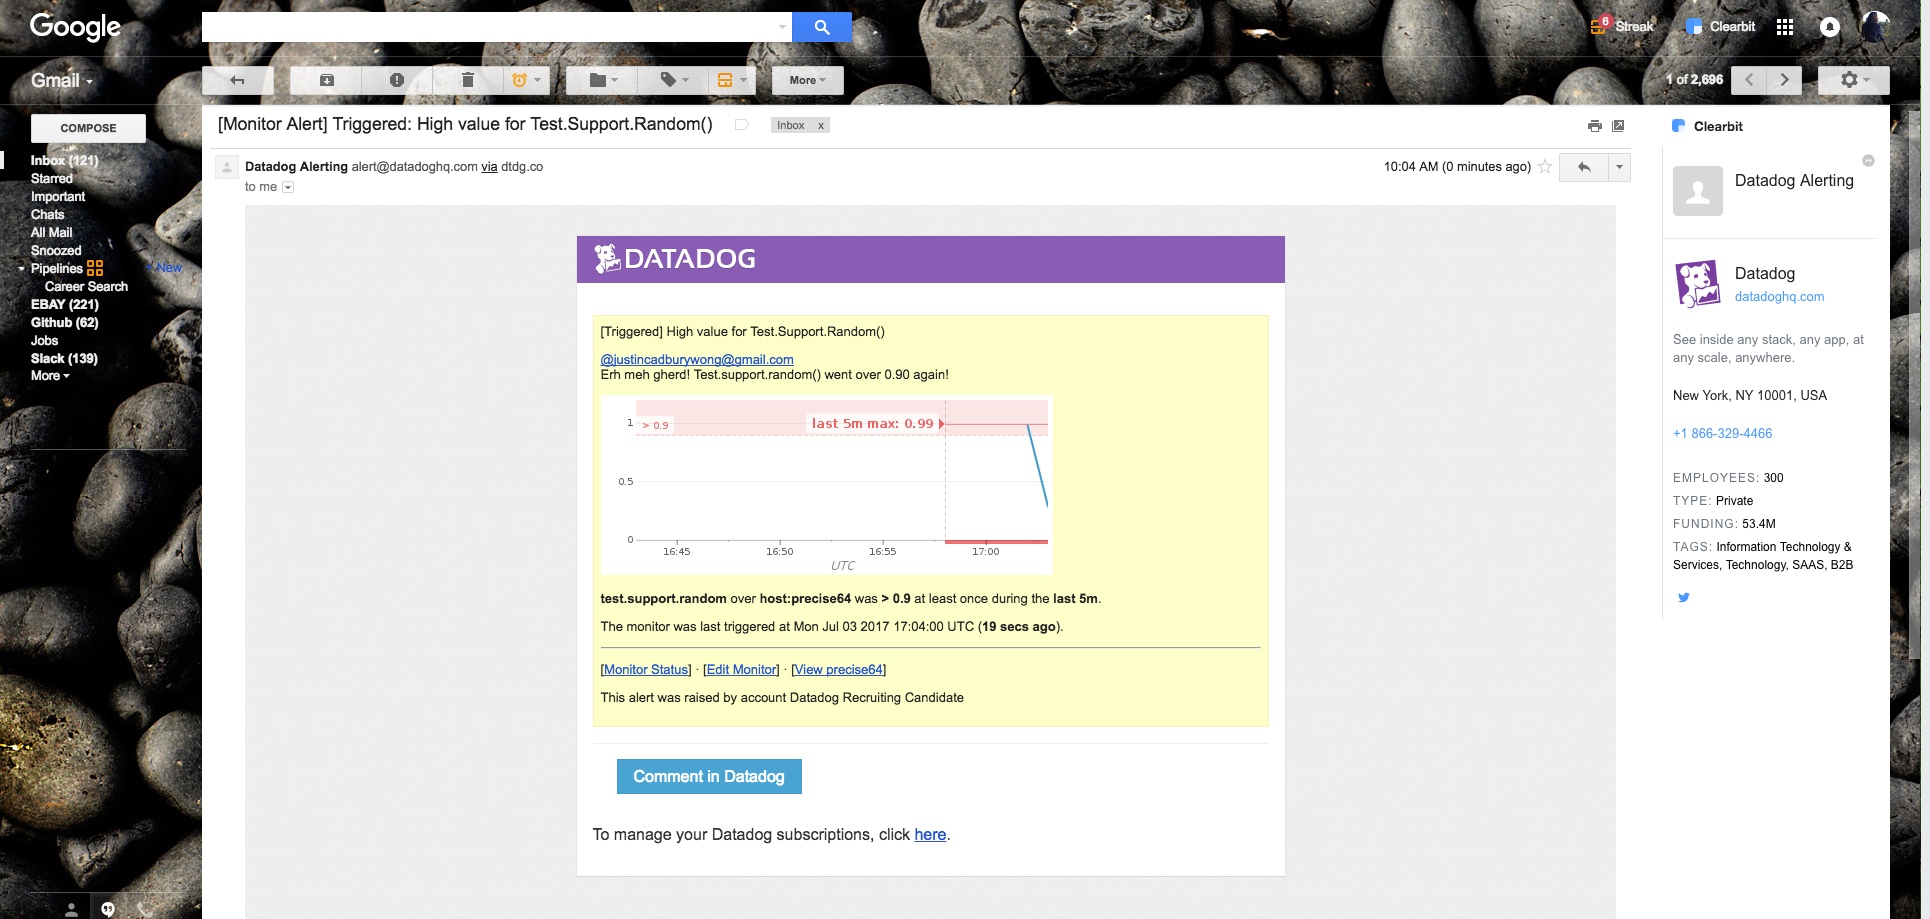 Google
6
Streak
Clearbit
Gmail
More
1 of 2,696
COMPOSE
Inbox (121)
Starred
Important
Chats
All Mail
Snoozed
Pipelines
+ New
Career Search
EBAY (221)
Github (62)
Jobs
Slack (139)
More
[Monitor Alert] Triggered: High value for Test.Support.Random()
Inbox x
Datadog Alerting alert@datadoghq.com via dtdg.co
10:04 AM (0 minutes ago)
to me
DATADOG
[Triggered] High value for Test.Support.Random()
@justincadburywong@gmail.com
Erh meh gherd! Test.support.random() went over 0.90 again!
1
> 0.9
last 5m max: 0.99
0.5
0
16:45 16:50 16:55 17:00
UTC
test.support.random over host:precise64 was > 0.9 at least once during the last 5m.
The monitor was last triggered at Mon Jul 03 2017 17:04:00 UTC (19 secs ago).
[Monitor Status] · [Edit Monitor] · [View precise64]
This alert was raised by account Datadog Recruiting Candidate
Comment in Datadog
To manage your Datadog subscriptions, click here.
Clearbit
Datadog Alerting
Datadog
datadoghq.com
See inside any stack, any app, at
any scale, anywhere.
New York, NY 10001, USA
+1 866-329-4466
EMPLOYEES: 300
TYPE: Private
FUNDING: 53.4M
TAGS: Information Technology &
Services, Technology, SAAS, B2B